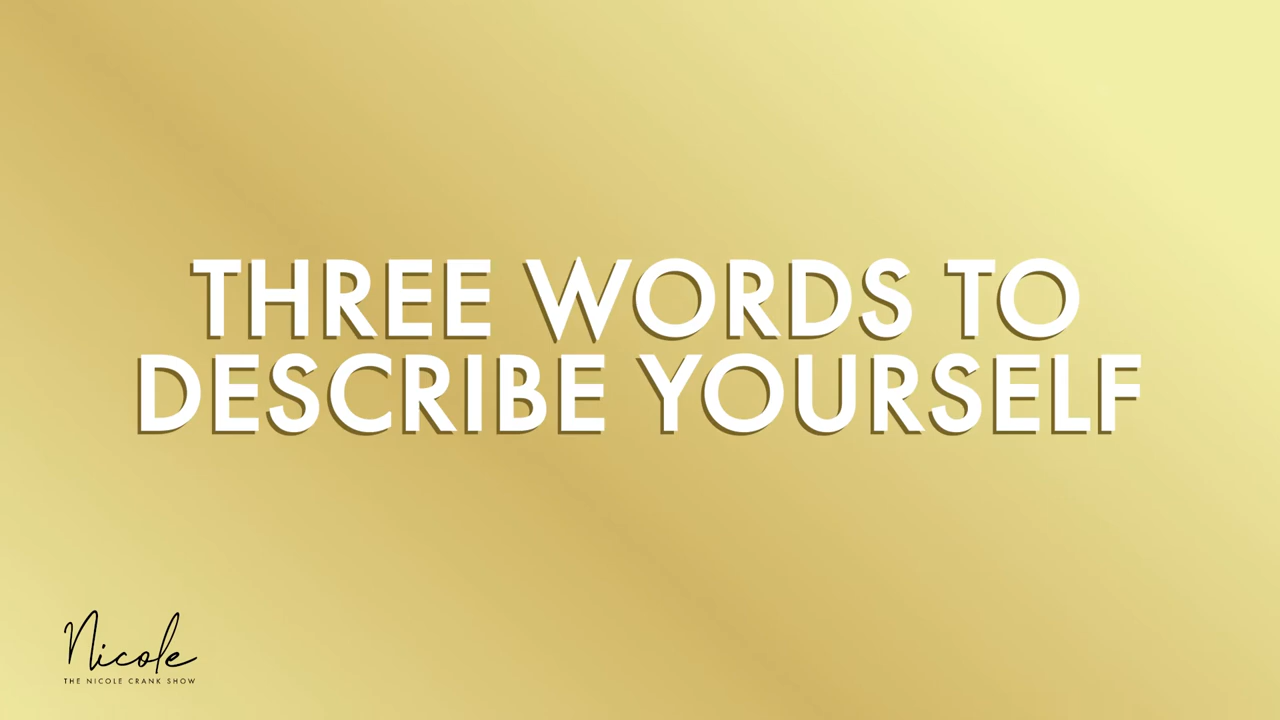 THREE WORDS TO
DESCRIBE YOURSELF
Nicole
THE NICOLE CRANK SHOW